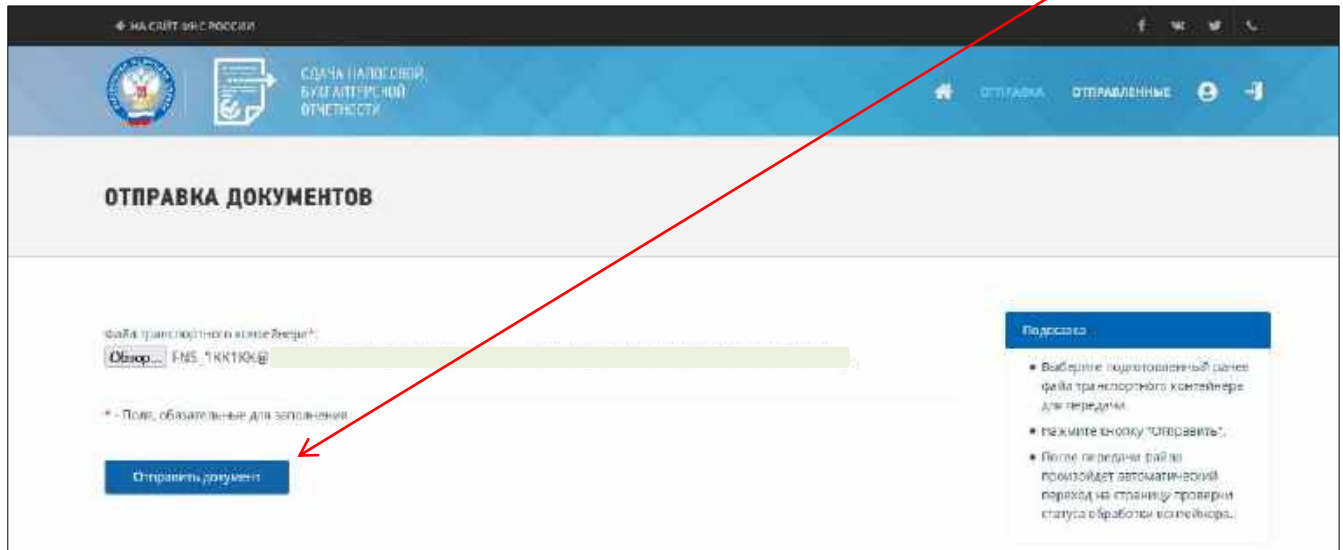 НА САЙТ ФНС РОССИИ
СДАЧА НАЛОГОВОЙ,
БУХГАЛТЕРСКОЙ
ОТЧЕТНОСТИ
ОТПРАВКА ОТПРАВЛЕННЫЕ
ОТПРАВКА ДОКУМЕНТОВ
Файл транспортного контейнера*:
Обзор... FNS_1KK1KK@
* - Поля, обязательные для заполнения
Отправить документ
Подсказка
Выберите подготовленный ранее
файл транспортного контейнера
для передачи.
Нажмите кнопку "Отправить".
После передачи файла
произойдет автоматический
переход на страницу проверки
статуса обработки контейнера.